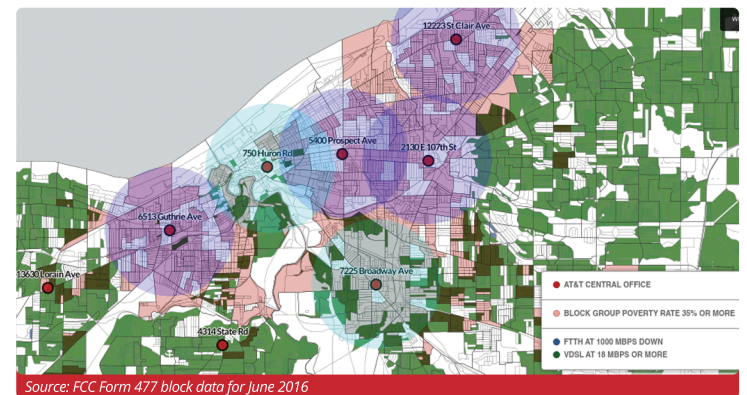 12223 St Clair Ave
5400 Prospect Ave
2130 E 107th St
750 Huron Rd
6513 Guthrie Ave
13630 Lorain Ave
7225 Broadway Ave
4314 State Rd
AT&T CENTRAL OFFICE
BLOCK GROUP POVERTY RATE 35% OR MORE
FTTH AT 1000 MBPS DOWN
VDSL AT 18 MBPS OR MORE
Source: FCC Form 477 block data for June 2016